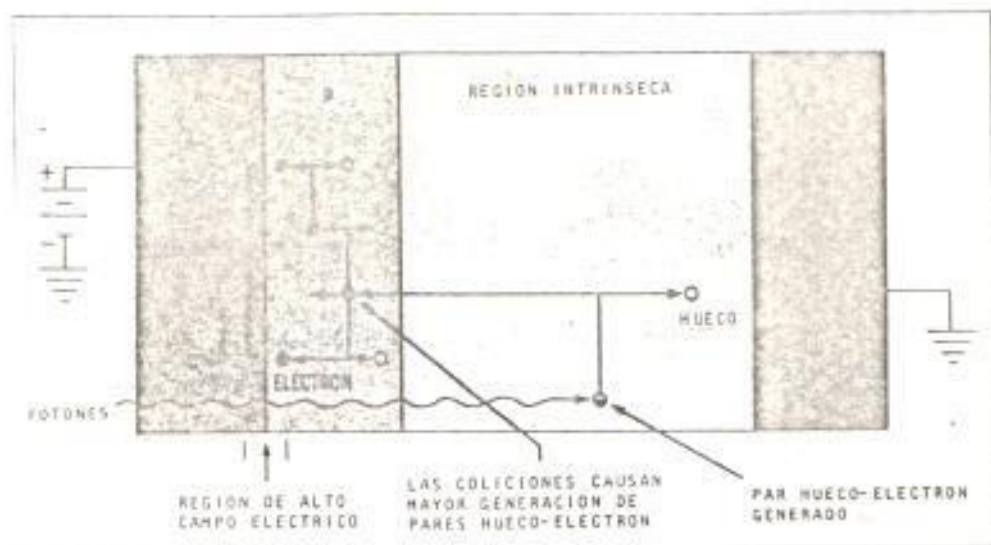 REGION INTRINSECA
+
-
HUECO
ELECTRON
FOTONES
REGION DE ALTO
CAMPO ELECTRICO
LAS COLICIONES CAUSAN
MAYOR GENERACION DE
PARES HUECO-ELECTRON
PAR HUECO-ELECTRON
GENERADO